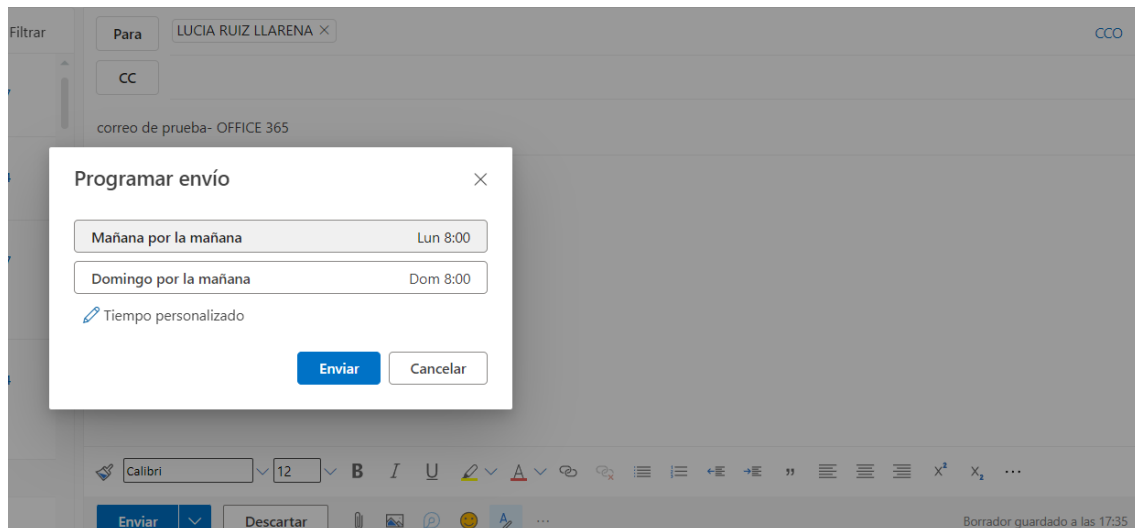 Filtrar
Para
LUCIA RUIZ LLARENA
CCO
CC
correo de prueba- OFFICE 365
Programar envío
Mañana por la mañana Lun 8:00
Domingo por la mañana Dom 8:00
Tiempo personalizado
Enviar Cancelar
Calibri 12 B I U A x² x₂ ...
Enviar Descartar ... Borrador guardado a las 17:35